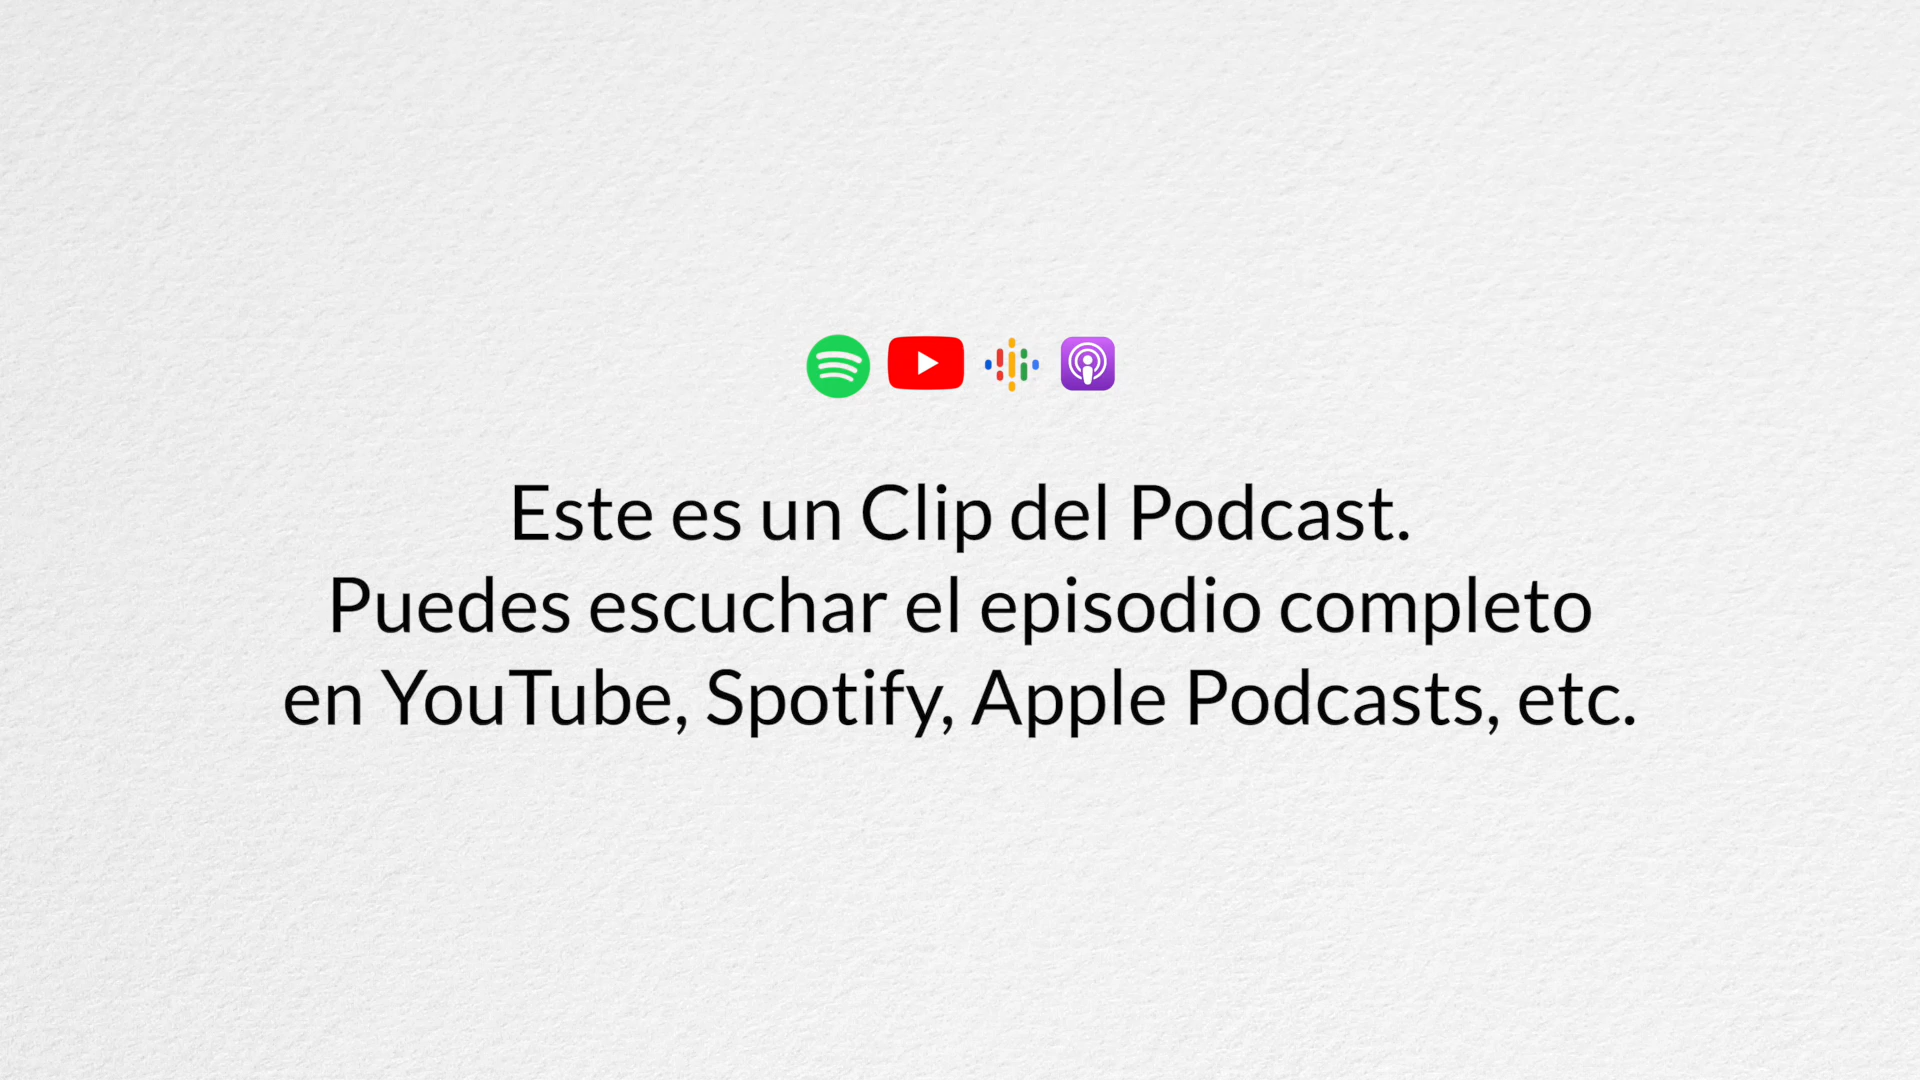 Este es un Clip del Podcast.
Puedes escuchar el episodio completo
en YouTube, Spotify, Apple Podcasts, etc.